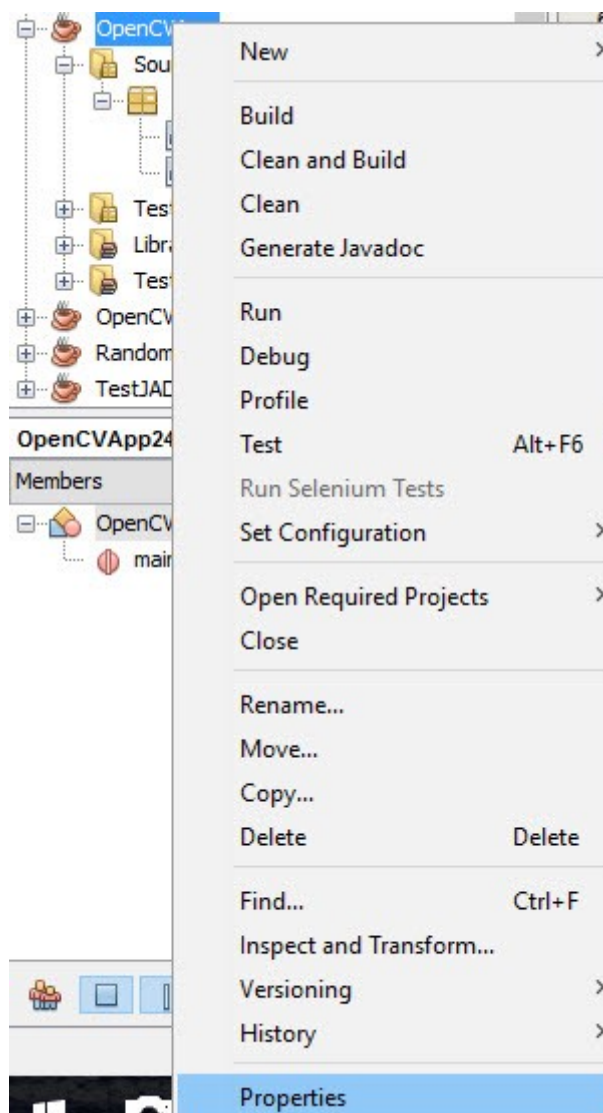 OpenCV
Sou
Tes
Libra
Tes
OpenCV
Random
TestJAD
OpenCVApp24
Members
OpenCV
main
New
Build
Clean and Build
Clean
Generate Javadoc
Run
Debug
Profile
Test Alt+F6
Run Selenium Tests
Set Configuration
Open Required Projects
Close
Rename...
Move...
Copy...
Delete Delete
Find... Ctrl+F
Inspect and Transform...
Versioning
History
Properties